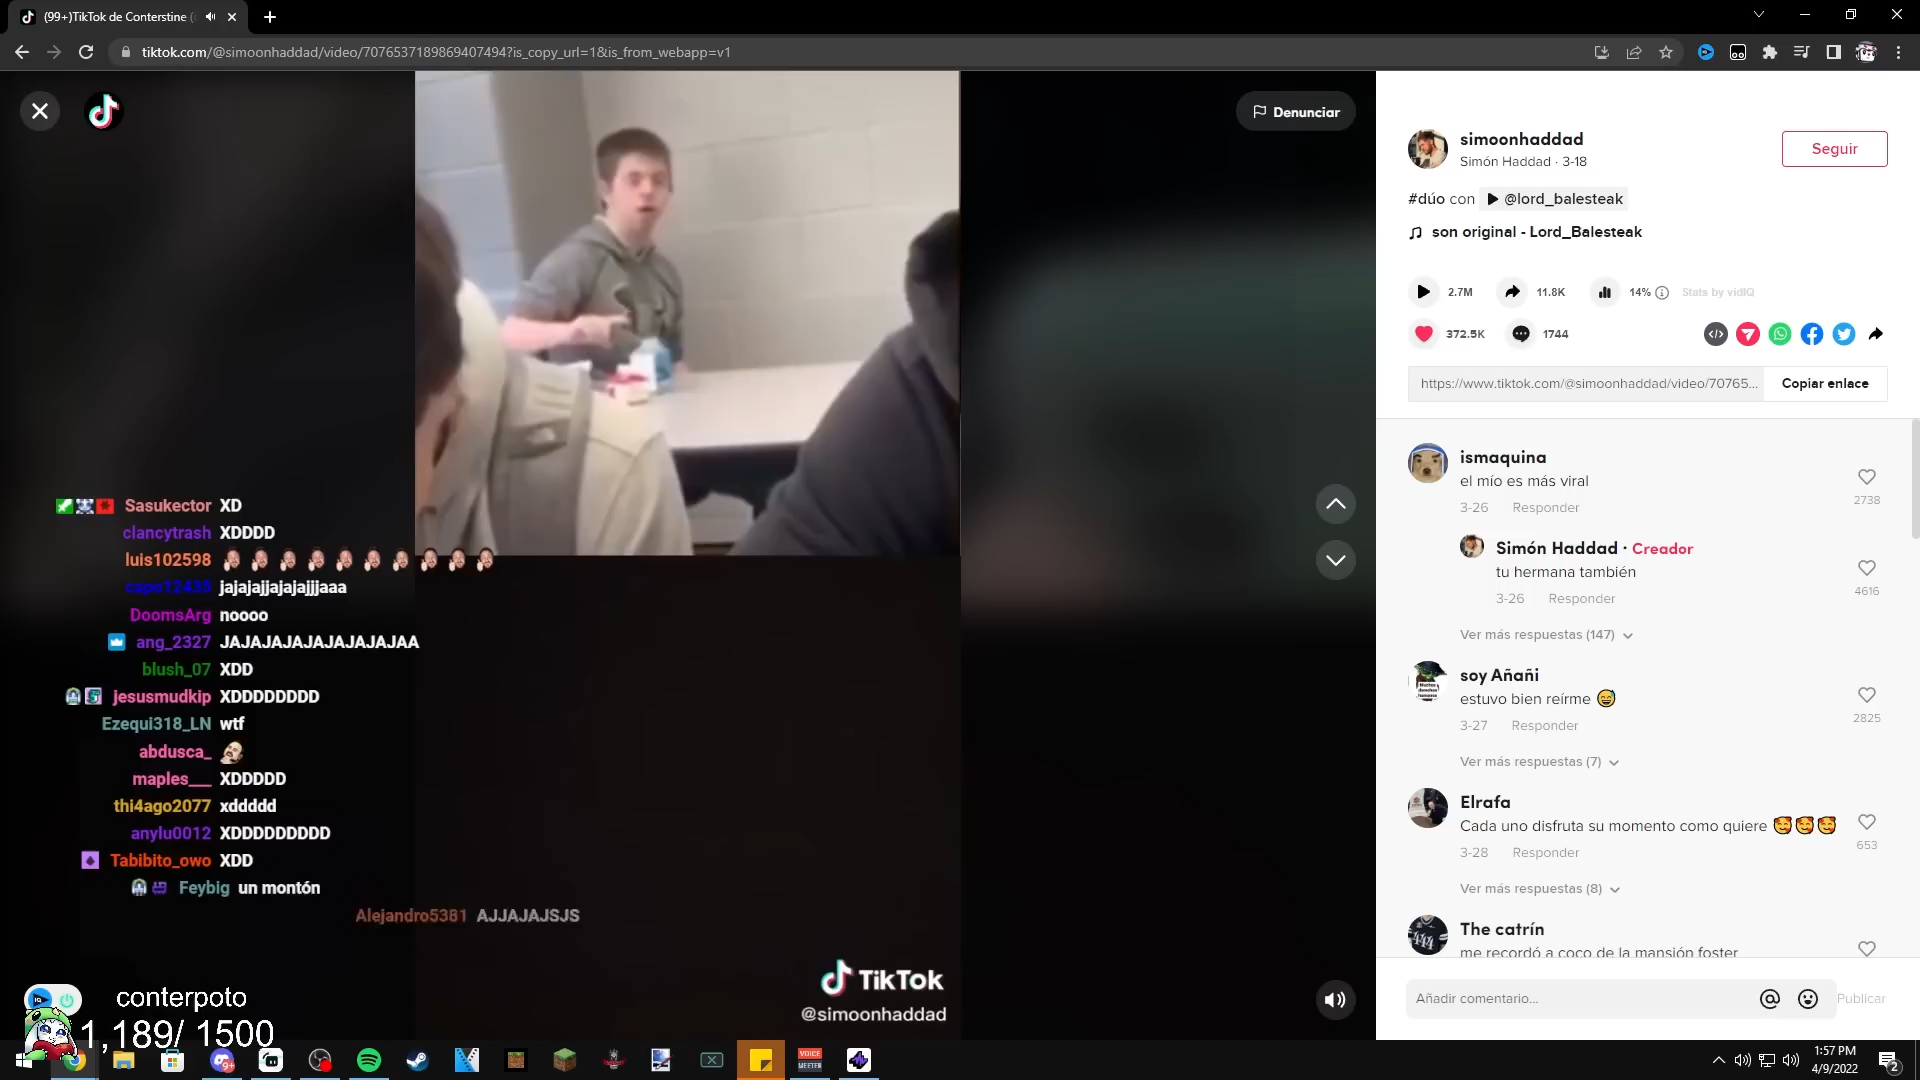 (99+)TikTok de Conterstine (
tiktok.com/@simoonhaddad/video/7076537189869407494?is_copy_url=1&is_from_webapp=v1
Denunciar
simoonhaddad
Simón Haddad · 3-18
Seguir
#dúo con @lord_balesteak
son original - Lord_Balesteak
2.7M 11.8K 14% Stats by vidIQ
372.5K 1744
https://www.tiktok.com/@simoonhaddad/video/70765... Copiar enlace
ismaquina
el mío es más viral
2738
3-26 Responder
Simón Haddad · Creador
tu hermana también
4616
3-26 Responder
Ver más respuestas (147)
soy Añañi
estuvo bien reírme 😅
2825
3-27 Responder
Ver más respuestas (7)
Elrafa
Cada uno disfruta su momento como quiere 🥰🥰🥰
653
3-28 Responder
Ver más respuestas (8)
The catrín
me recordó a coco de la mansión foster
Añadir comentario... Publicar
Sasukector XD
clancytrash XDDDD
luis102598
capo12435 jajajajjajajajjjaaa
DoomsArg noooo
ang_2327 JAJAJAJAJAJAJAJAJAA
blush_07 XDD
jesusmudkip XDDDDDDDD
Ezequi318_LN wtf
abdusca_
maples___ XDDDDD
thi4ago2077 xddddd
anylu0012 XDDDDDDDDD
Tabibito_owo XDD
Feybig un montón
Alejandro5381 AJJAJAJSJS
TikTok
@simoonhaddad
conterpoto
1,189/ 1500
9+
VOICE
MEETER
1:57 PM
4/9/2022
2